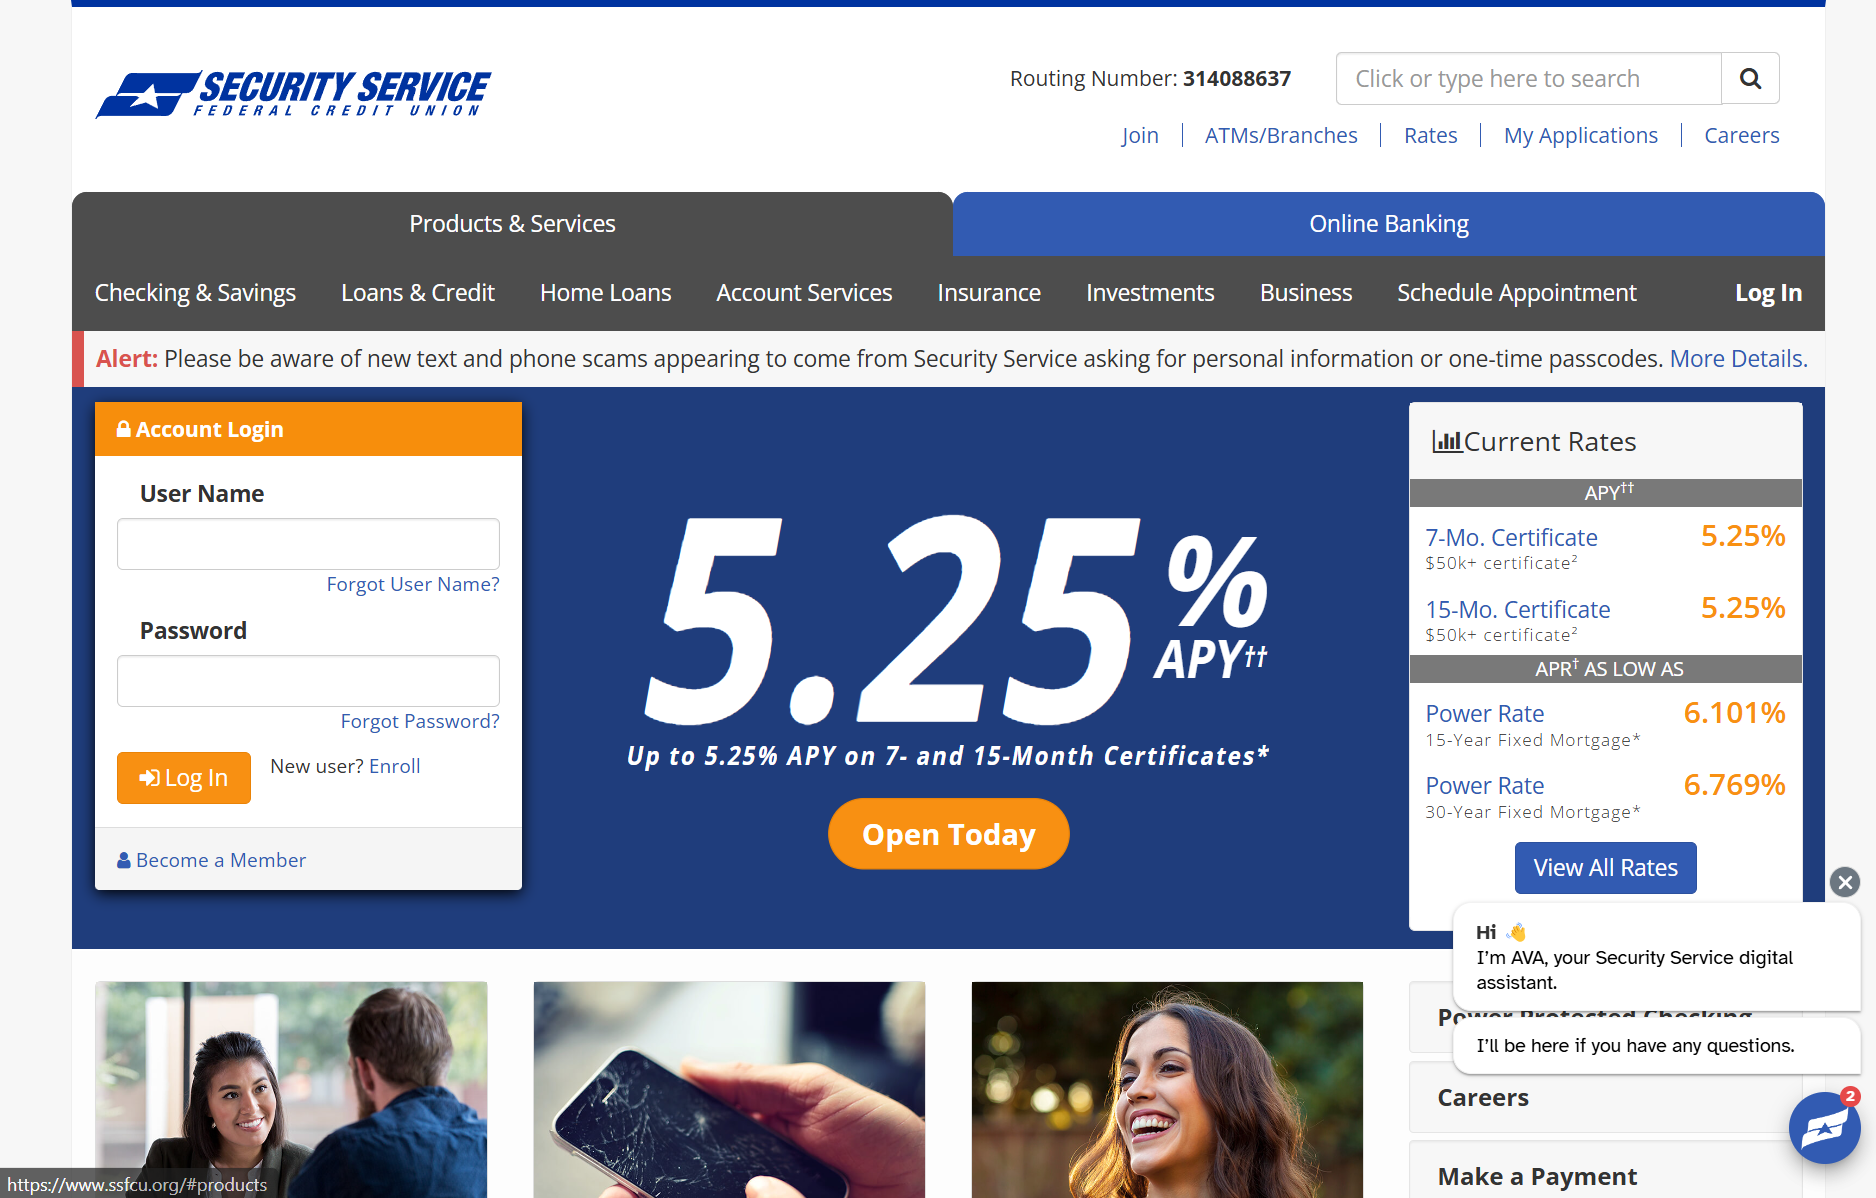 SECURITY SERVICE
FEDERAL CREDIT UNION
Routing Number: 314088637
Click or type here to search
Join
ATMs/Branches
Rates
My Applications
Careers
Products & Services
Online Banking
Checking & Savings
Loans & Credit
Home Loans
Account Services
Insurance
Investments
Business
Schedule Appointment
Log In
Alert: Please be aware of new text and phone scams appearing to come from Security Service asking for personal information or one-time passcodes. More Details.
Account Login
User Name
Forgot User Name?
Password
Forgot Password?
Log In
New user? Enroll
Become a Member
5.25%
APY††
Up to 5.25% APY on 7- and 15-Month Certificates*
Open Today
Current Rates
APY††
7-Mo. Certificate 5.25%
$50k+ certificate²
15-Mo. Certificate 5.25%
$50k+ certificate²
APR† AS LOW AS
Power Rate 6.101%
15-Year Fixed Mortgage*
Power Rate 6.769%
30-Year Fixed Mortgage*
View All Rates
Hi 👋
I'm AVA, your Security Service digital
assistant.
Power Protected Checking
I'll be here if you have any questions.
Careers
2
Make a Payment
https://www.ssfcu.org/#products